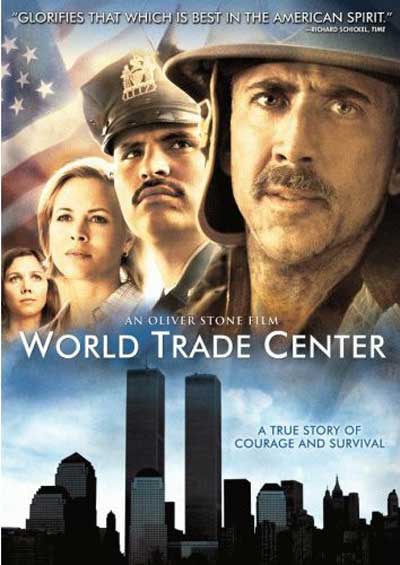 "GLORIFIES THAT WHICH IS BEST IN THE AMERICAN SPIRIT."
—RICHARD SCHICKEL, TIME
AN OLIVER STONE FILM
WORLD TRADE CENTER
A TRUE STORY OF
COURAGE AND SURVIVAL